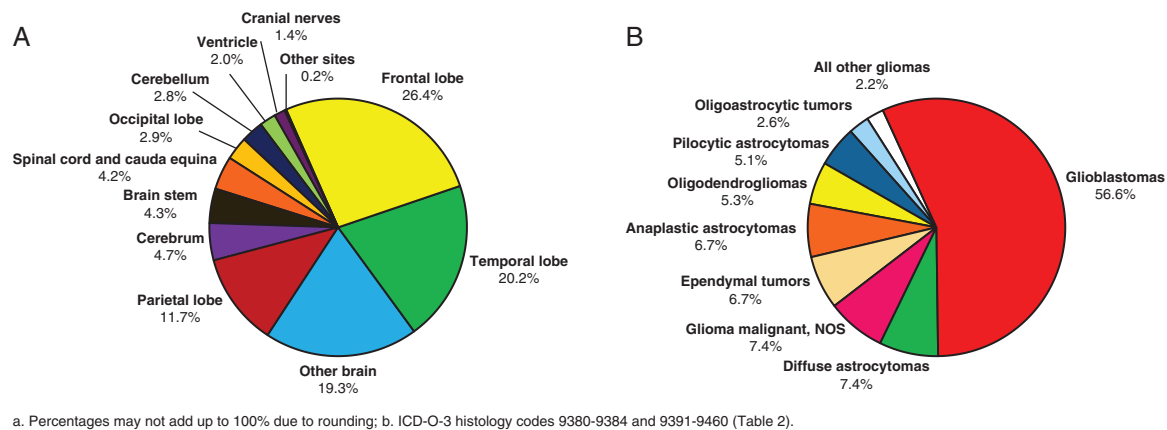 A
Cranial nerves
1.4%
Ventricle
2.0%
Other sites
0.2%
Cerebellum
2.8%
Occipital lobe
2.9%
Spinal cord and cauda equina
4.2%
Brain stem
4.3%
Cerebrum
4.7%
Parietal lobe
11.7%
Other brain
19.3%
Temporal lobe
20.2%
Frontal lobe
26.4%
B
All other gliomas
2.2%
Oligoastrocytic tumors
2.6%
Pilocytic astrocytomas
5.1%
Oligodendrogliomas
5.3%
Anaplastic astrocytomas
6.7%
Ependymal tumors
6.7%
Glioma malignant, NOS
7.4%
Diffuse astrocytomas
7.4%
Glioblastomas
56.6%
a. Percentages may not add up to 100% due to rounding; b. ICD-O-3 histology codes 9380-9384 and 9391-9460 (Table 2).